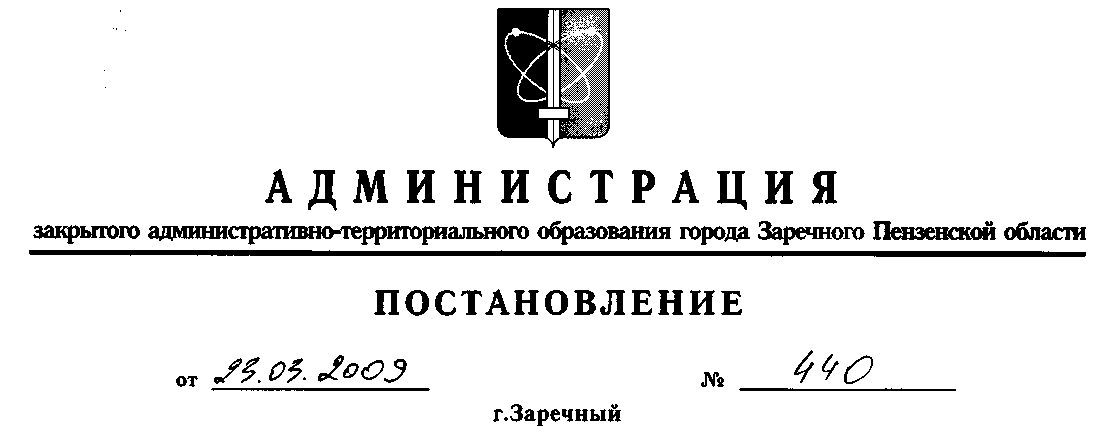 АДМИНИСТРАЦИЯ
закрытого административно-территориального образования города Заречного Пензенской области
ПОСТАНОВЛЕНИЕ
от 23.03.2009 № 440
г.Заречный